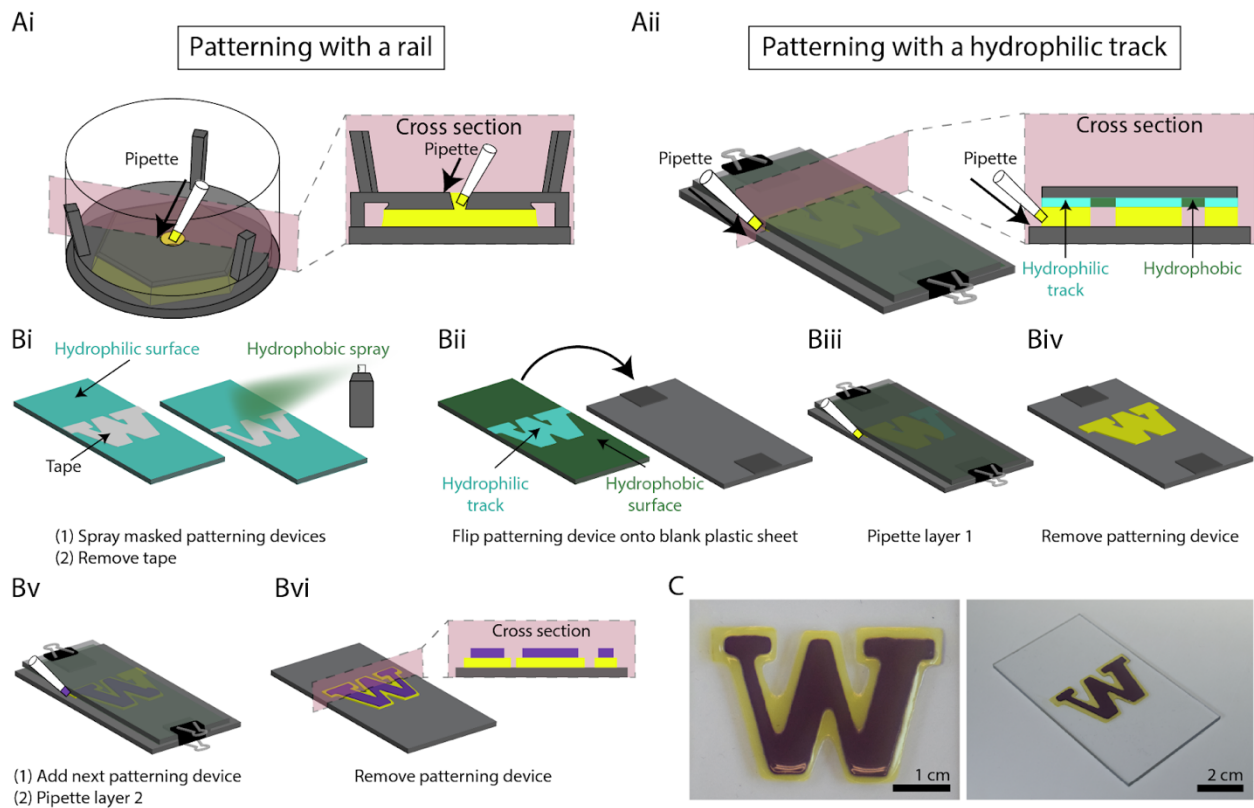 Ai
Patterning with a rail
Pipette
Cross section
Pipette
Aii
Patterning with a hydrophilic track
Pipette
Cross section
Pipette
Hydrophilic
track
Hydrophobic
Bi
Hydrophilic surface
Hydrophobic spray
Tape
(1) Spray masked patterning devices
(2) Remove tape
Bii
Hydrophilic
track
Hydrophobic
surface
Flip patterning device onto blank plastic sheet
Biii
W
Pipette layer 1
Biv
W
Remove patterning device
Bv
W
(1) Add next patterning device
(2) Pipette layer 2
Bvi
Cross section
W
Remove patterning device
C
W
1 cm
W
2 cm